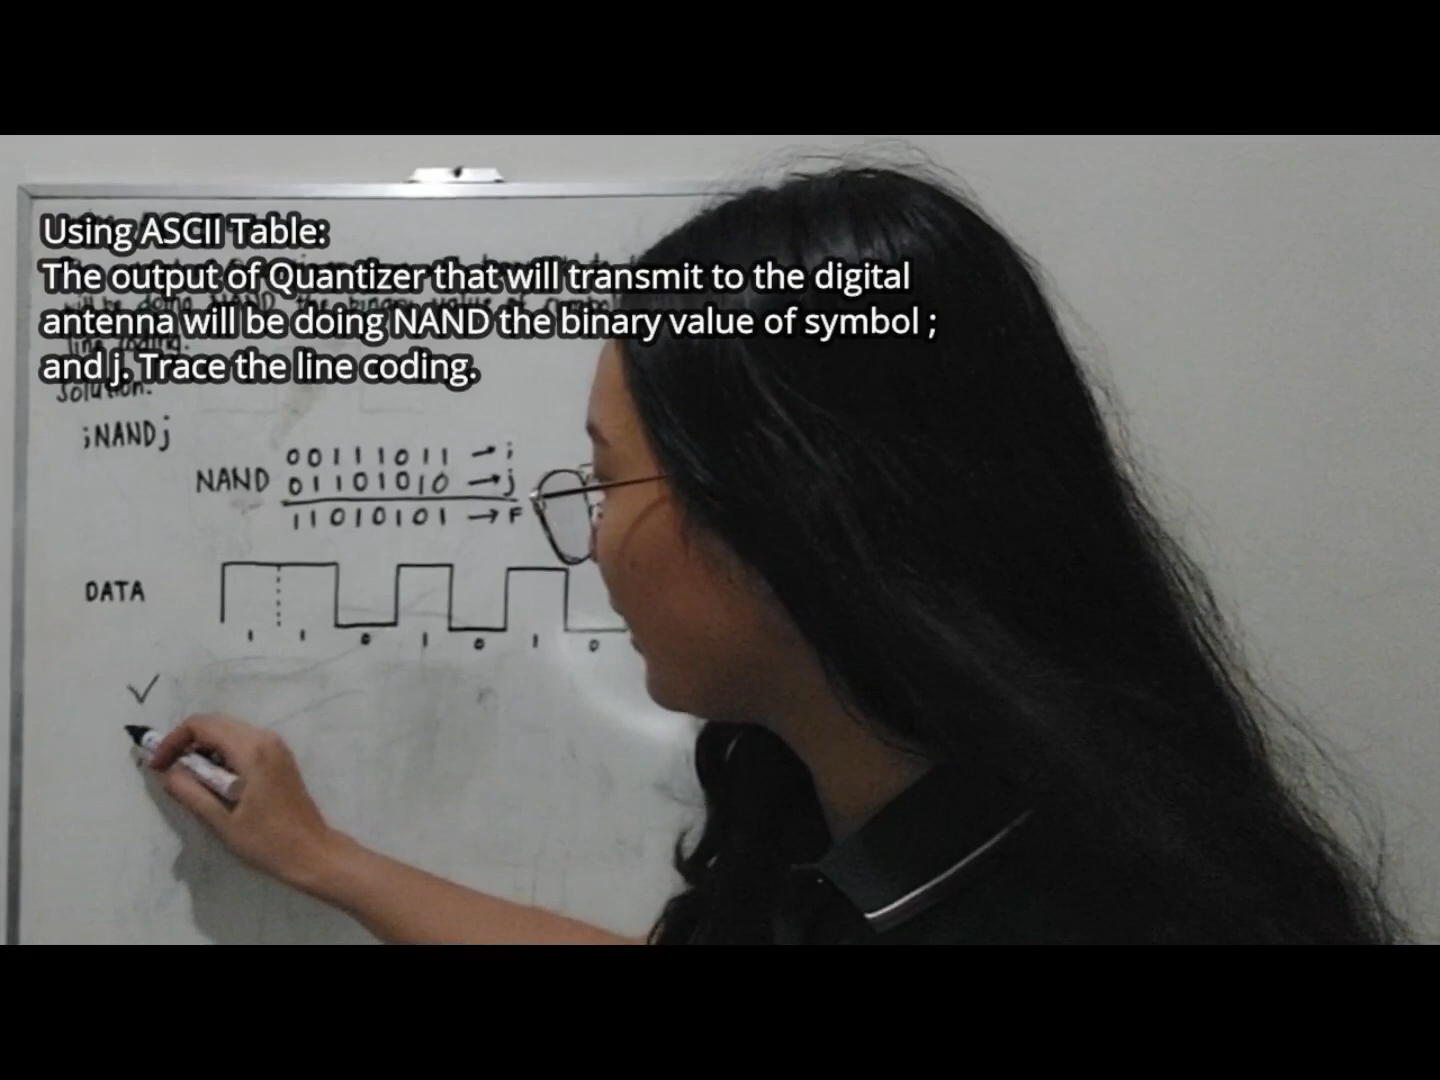 Using ASCII Table:
The output of Quantizer that will transmit to the digital
antenna will be doing NAND the binary value of symbol ;
and j. Trace the line coding.
Solution:
;NANDj
00111011 → ;
NAND 01101010 → j
11010101 → F
DATA
1 1 0 1 0 1 0